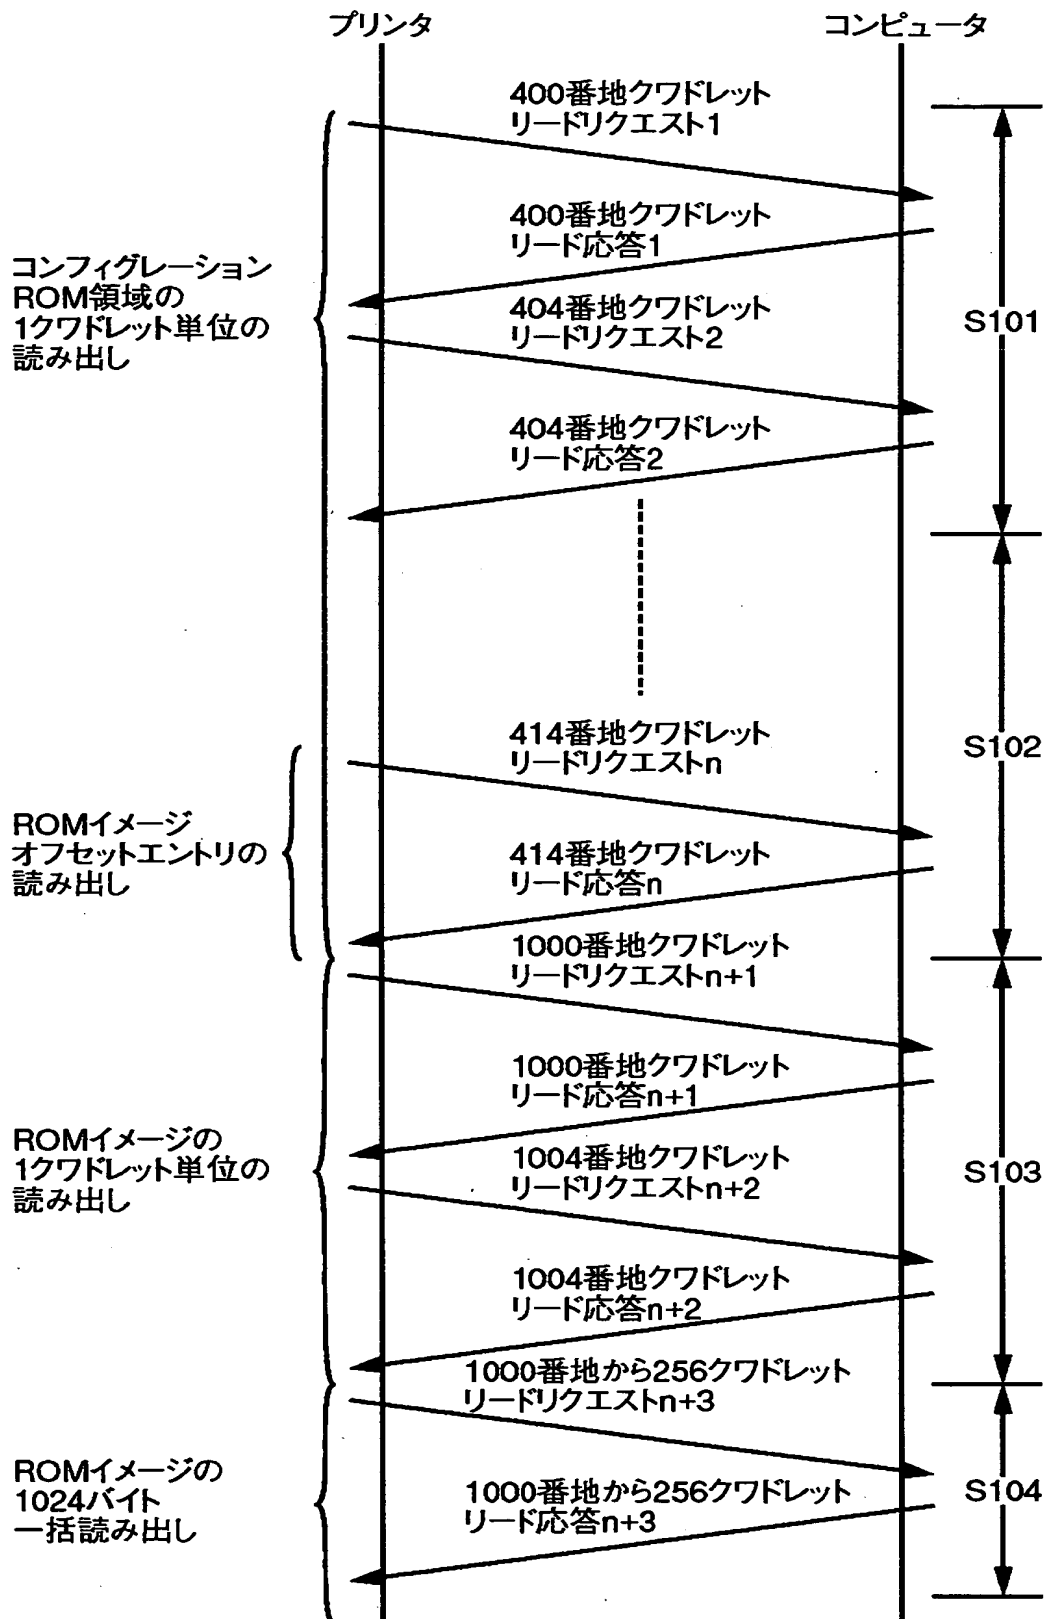 プリンタ
コンピュータ
400番地クワドレット
リードリクエスト1
400番地クワドレット
リード応答1
コンフィグレーション
ROM領域の
1クワドレット単位の
読み出し
404番地クワドレット
リードリクエスト2
S101
404番地クワドレット
リード応答2
414番地クワドレット
リードリクエストn
S102
ROMイメージ
オフセットエントリの
読み出し
414番地クワドレット
リード応答n
1000番地クワドレット
リードリクエストn+1
1000番地クワドレット
リード応答n+1
ROMイメージの
1クワドレット単位の
読み出し
1004番地クワドレット
リードリクエストn+2
S103
1004番地クワドレット
リード応答n+2
1000番地から256クワドレット
リードリクエストn+3
ROMイメージの
1024バイト
一括読み出し
1000番地から256クワドレット
リード応答n+3
S104